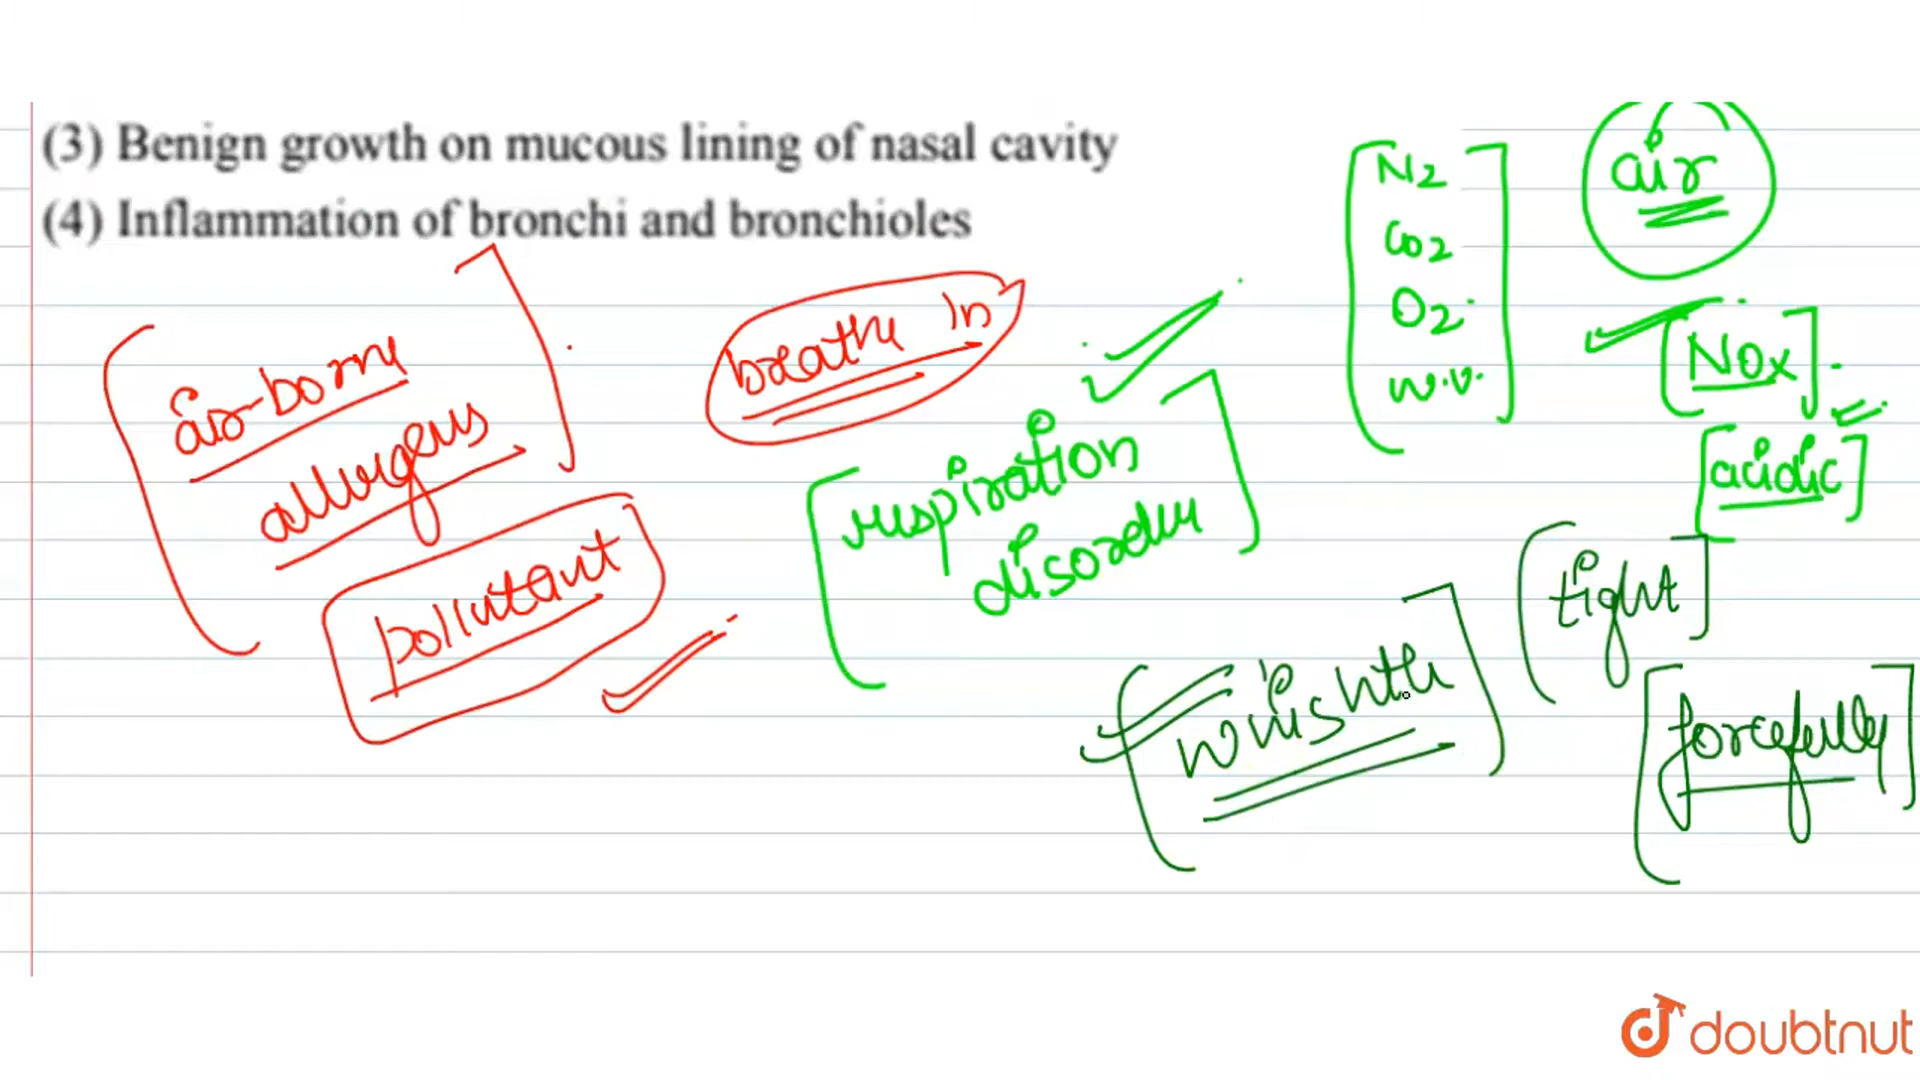 (3) Benign growth on mucous lining of nasal cavity
(4) Inflammation of bronchi and bronchioles
air-borne
allergens
pollutant
breathe In
respiration
disorder
N2
CO2
O2
W.V.
air
NOx
acidic
tight
forcefully
doubtnut